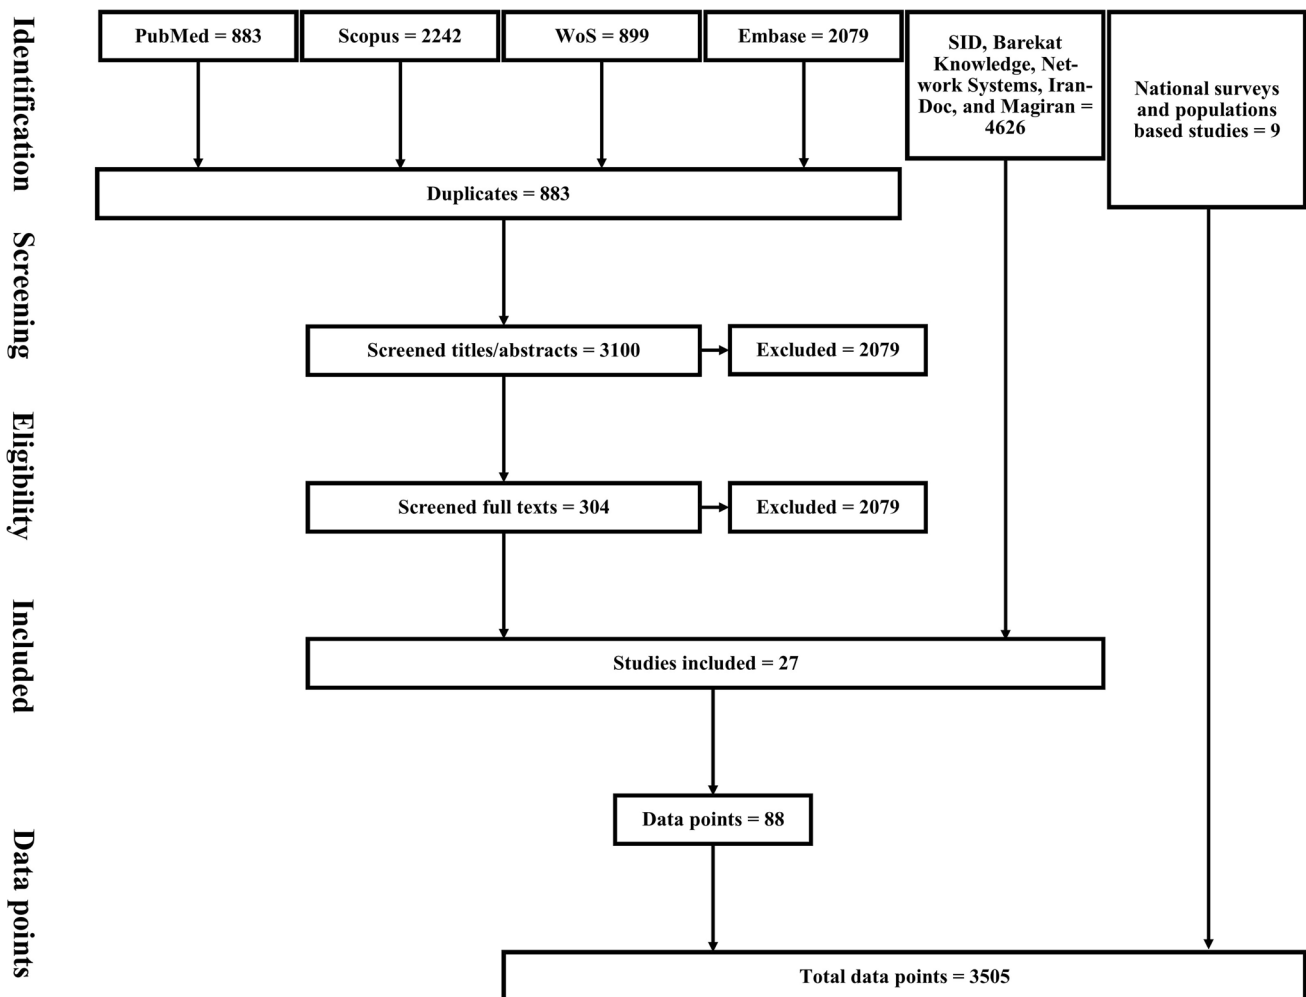 Identification
PubMed = 883
Scopus = 2242
WoS = 899
Embase = 2079
SID, Barekat
Knowledge, Net-
work Systems, Iran-
Doc, and Magiran =
4626
National surveys
and populations
based studies = 9
Duplicates = 883
Screening
Screened titles/abstracts = 3100
Excluded = 2079
Eligibility
Screened full texts = 304
Excluded = 2079
Included
Studies included = 27
Data points
Data points = 88
Total data points = 3505